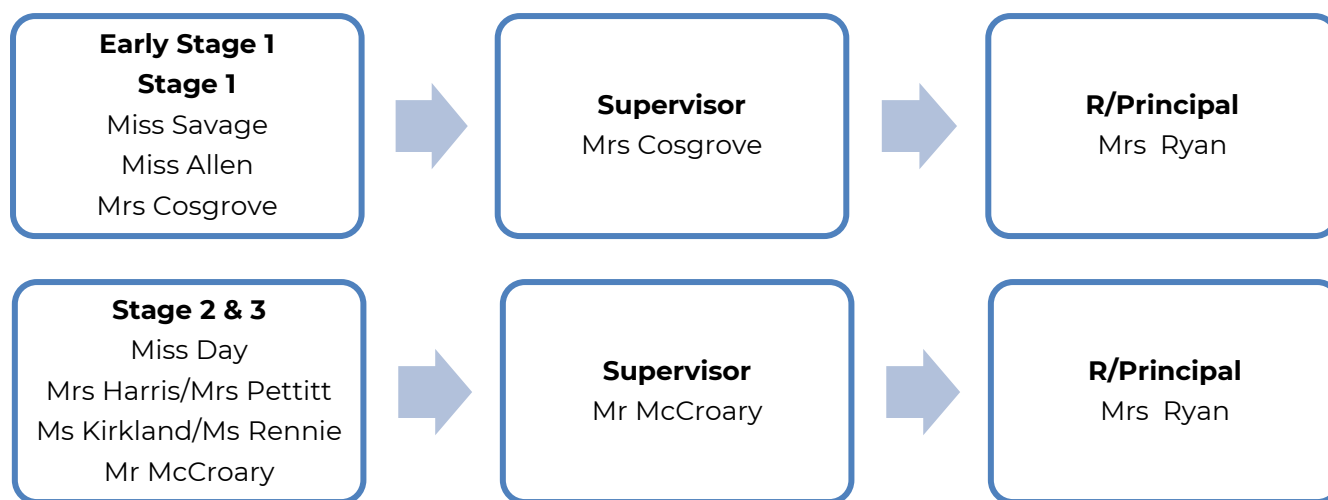 Early Stage 1
Stage 1
Miss Savage
Miss Allen
Mrs Cosgrove
Supervisor
Mrs Cosgrove
R/Principal
Mrs  Ryan
Stage 2 & 3
Miss Day
Mrs Harris/Mrs Pettitt
Ms Kirkland/Ms Rennie
Mr McCroary
Supervisor
Mr McCroary
R/Principal
Mrs  Ryan